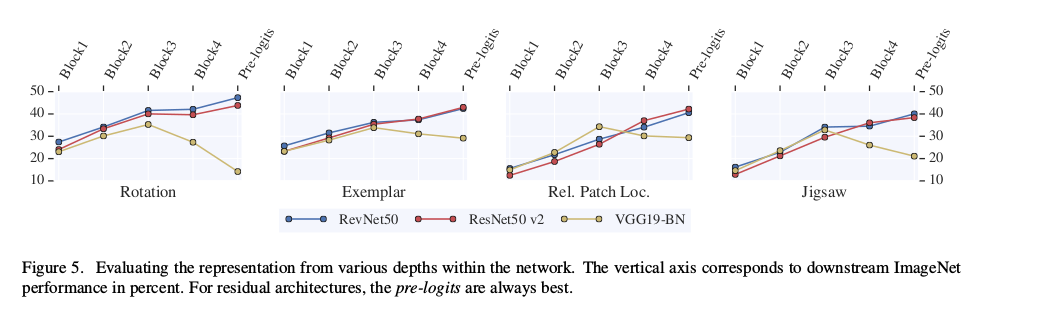 Block1 Block2 Block3 Block4 Pre-logits Block1 Block2 Block3 Block4 Pre-logits Block1 Block2 Block3 Block4 Pre-logits Block1 Block2 Block3 Block4 Pre-logits
50 50
40 40
30 30
20 20
10 10
Rotation Exemplar Rel. Patch Loc. Jigsaw
RevNet50 ResNet50 v2 VGG19-BN
Figure 5. Evaluating the representation from various depths within the network. The vertical axis corresponds to downstream ImageNet
performance in percent. For residual architectures, the pre-logits are always best.